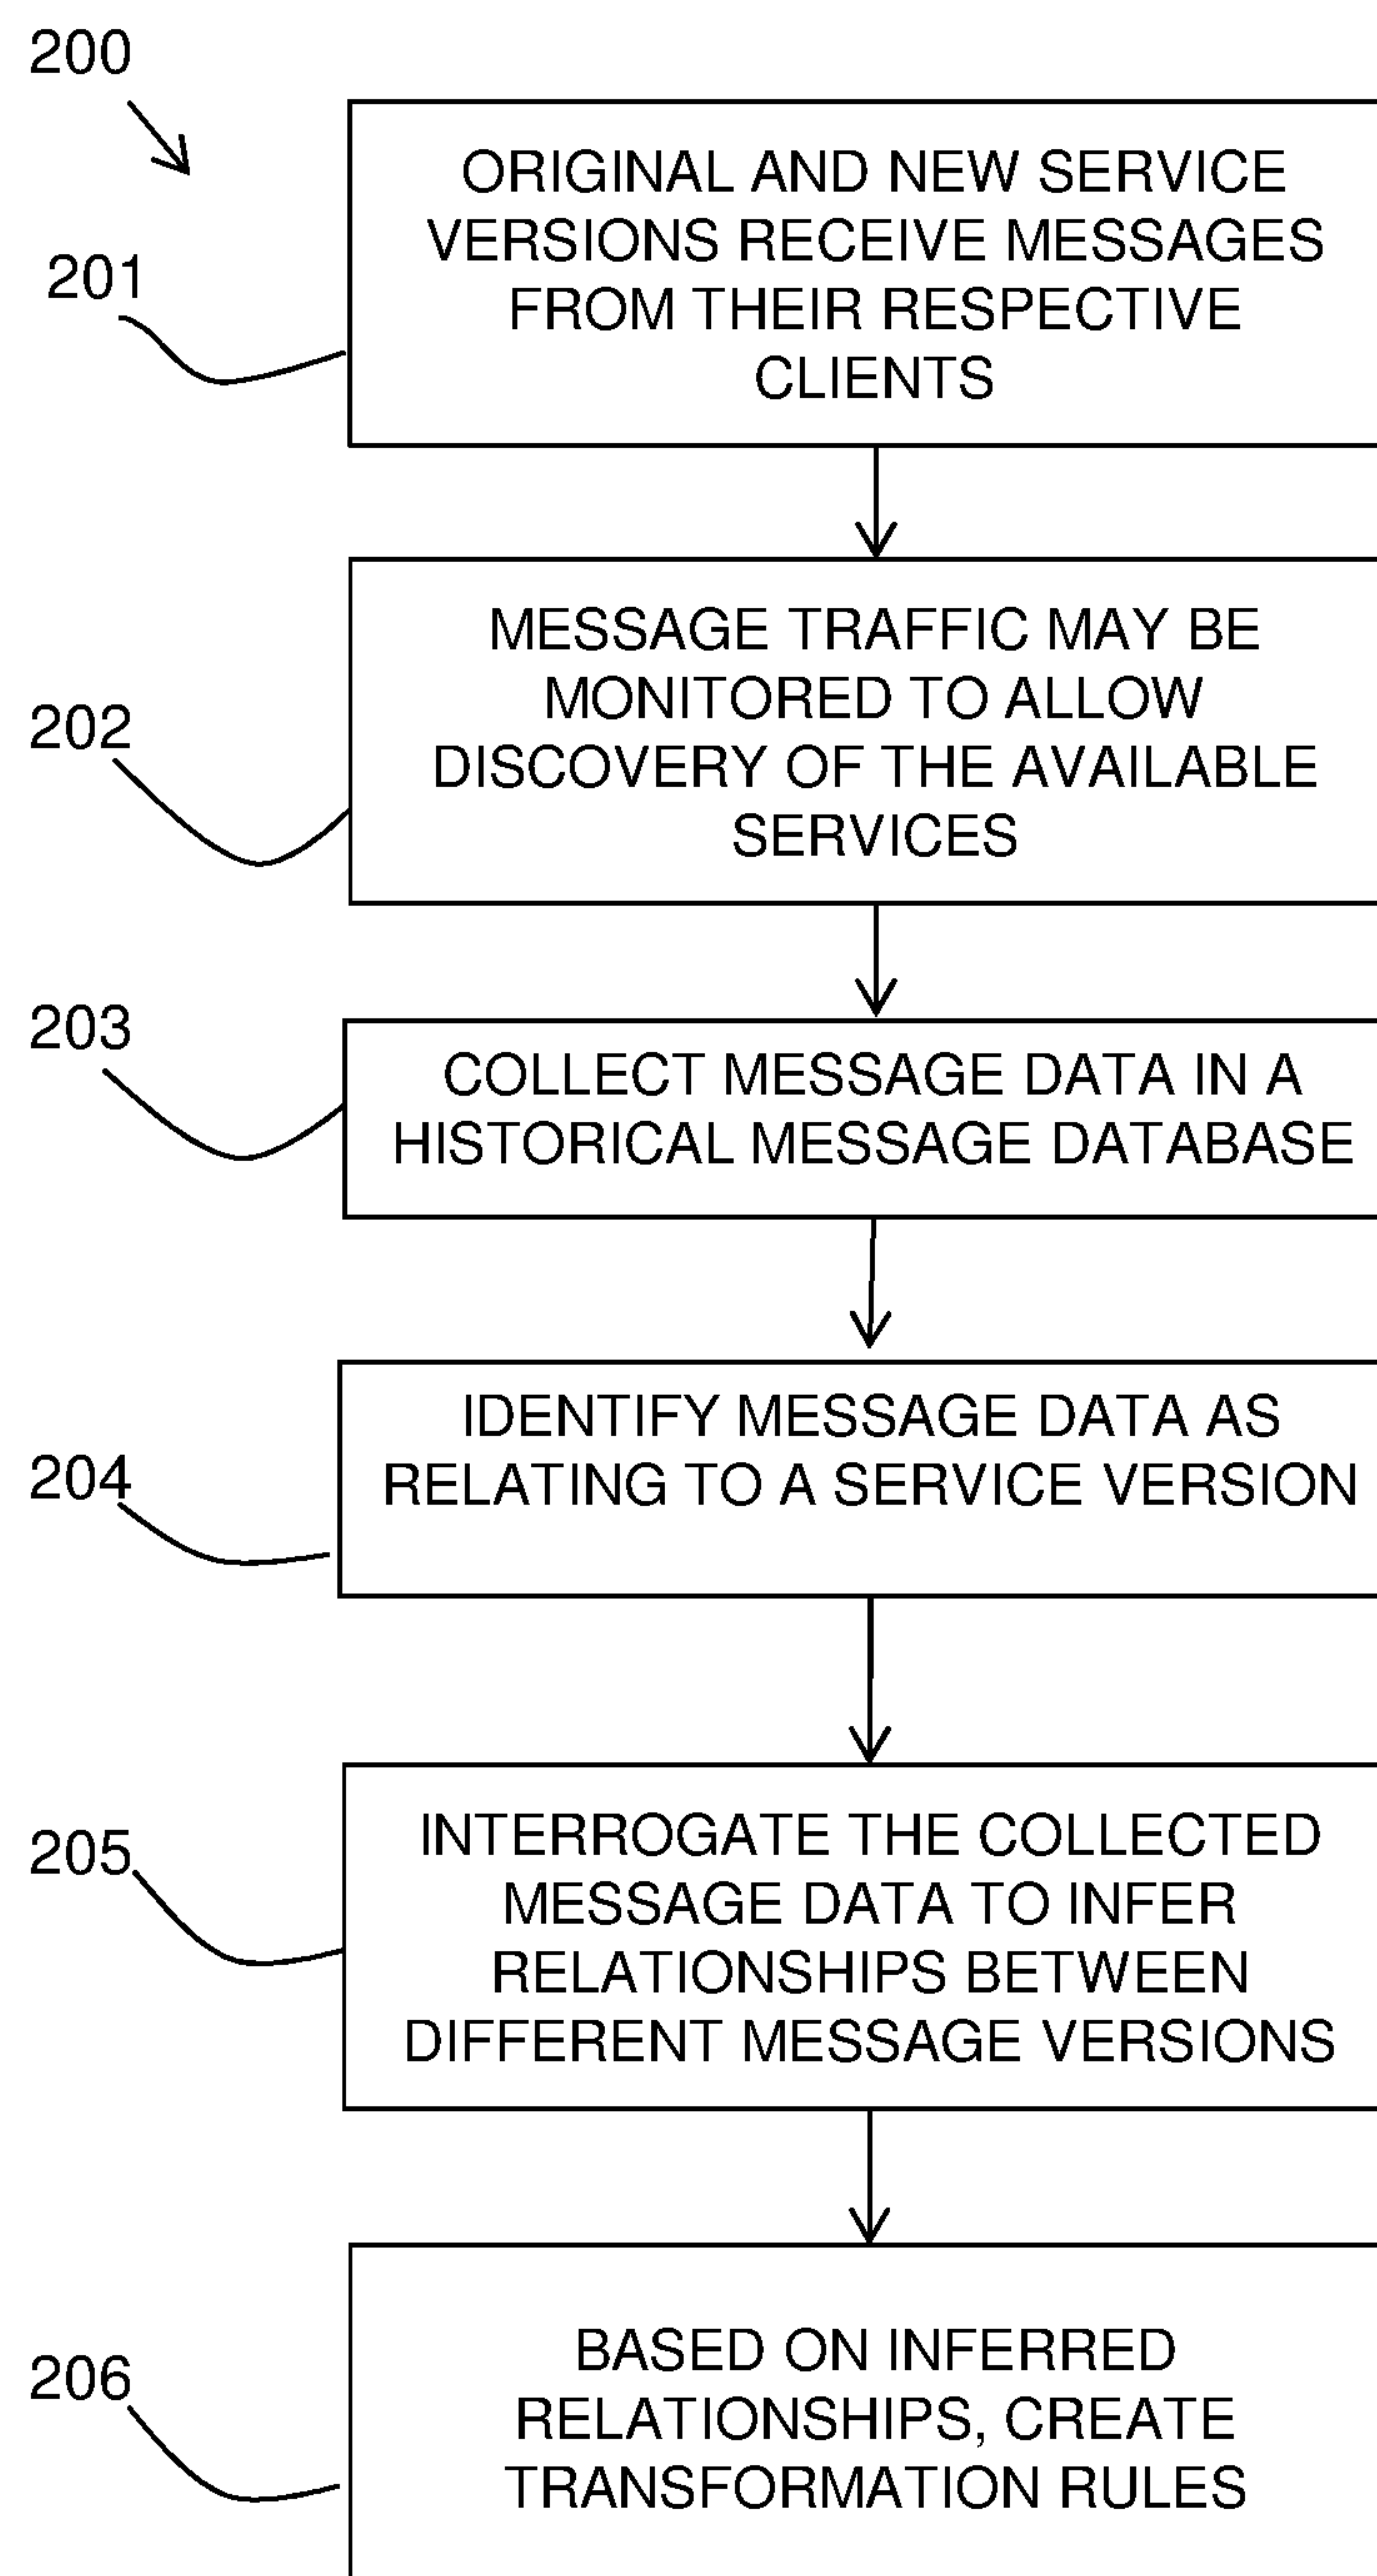 200
ORIGINAL AND NEW SERVICE
VERSIONS RECEIVE MESSAGES
FROM THEIR RESPECTIVE
CLIENTS
201
MESSAGE TRAFFIC MAY BE
MONITORED TO ALLOW
DISCOVERY OF THE AVAILABLE
SERVICES
202
203
COLLECT MESSAGE DATA IN A
HISTORICAL MESSAGE DATABASE
204
IDENTIFY MESSAGE DATA AS
RELATING TO A SERVICE VERSION
205
INTERROGATE THE COLLECTED
MESSAGE DATA TO INFER
RELATIONSHIPS BETWEEN
DIFFERENT MESSAGE VERSIONS
206
BASED ON INFERRED
RELATIONSHIPS, CREATE
TRANSFORMATION RULES